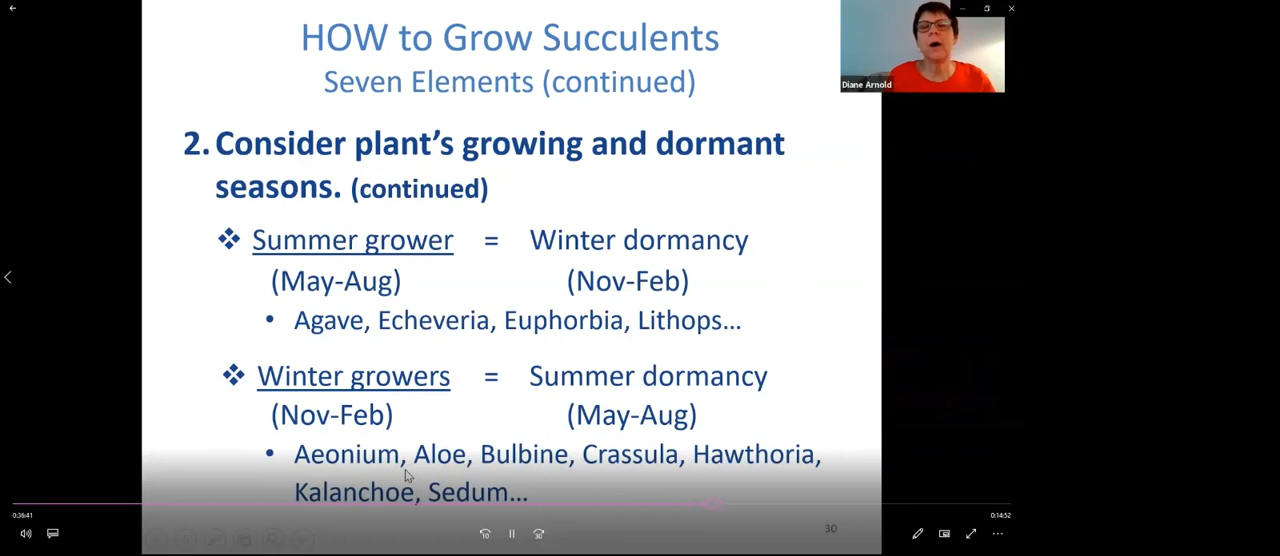 HOW to Grow Succulents
Seven Elements (continued)
Diane Arnold
2. Consider plant's growing and dormant
seasons. (continued)
❖ Summer grower = Winter dormancy
(May-Aug) (Nov-Feb)
• Agave, Echeveria, Euphorbia, Lithops...
❖ Winter growers = Summer dormancy
(Nov-Feb) (May-Aug)
• Aeonium, Aloe, Bulbine, Crassula, Hawthoria,
Kalanchoe, Sedum...
0:36:41 0:14:52
30
10 30